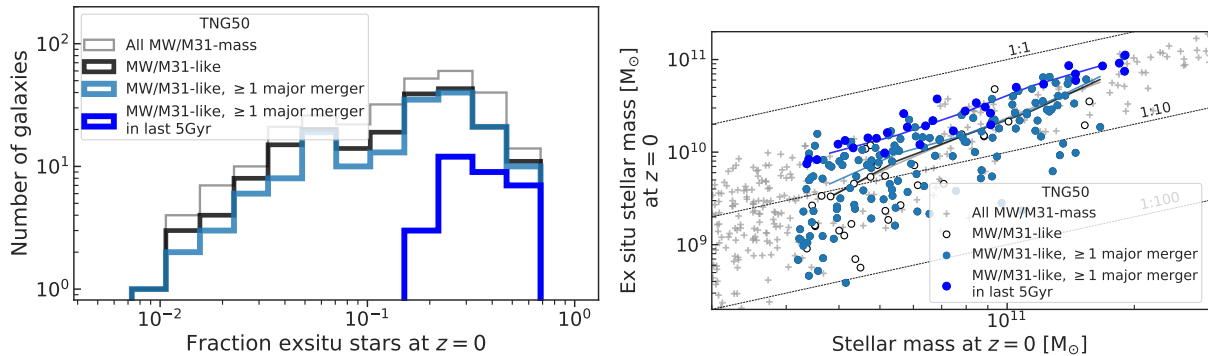 TNG50
All MW/M31-mass
MW/M31-like
MW/M31-like, ≥ 1 major merger
MW/M31-like, ≥ 1 major merger
in last 5Gyr
Number of galaxies
10²
10¹
10⁰
10⁻²
10⁻¹
10⁰
Fraction exsitu stars at z = 0
Ex situ stellar mass [M⊙]
at z = 0
10¹¹
10¹⁰
10⁹
1:1
1:10
1:100
TNG50
All MW/M31-mass
MW/M31-like
MW/M31-like, ≥ 1 major merger
MW/M31-like, ≥ 1 major merger
in last 5Gyr
10¹¹
Stellar mass at z = 0 [M⊙]